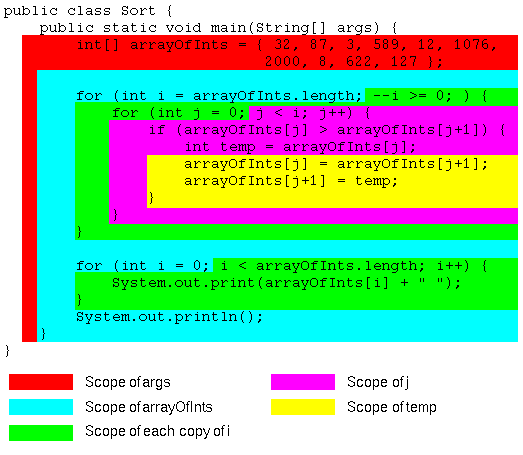 public class Sort {
    public static void main(String[] args) {
        int[] arrayOfInts = { 32, 87, 3, 589, 12, 1076,
                              2000, 8, 622, 127 };

        for (int i = arrayOfInts.length; --i >= 0; ) {
            for (int j = 0; j < i; j++) {
                if (arrayOfInts[j] > arrayOfInts[j+1]) {
                    int temp = arrayOfInts[j];
                    arrayOfInts[j] = arrayOfInts[j+1];
                    arrayOfInts[j+1] = temp;
                }
            }
        }

        for (int i = 0; i < arrayOfInts.length; i++) {
            System.out.print(arrayOfInts[i] + " ");
        }
        System.out.println();
    }
}
Scope of args
Scope of j
Scope of arrayOfInts
Scope of temp
Scope of each copy of i